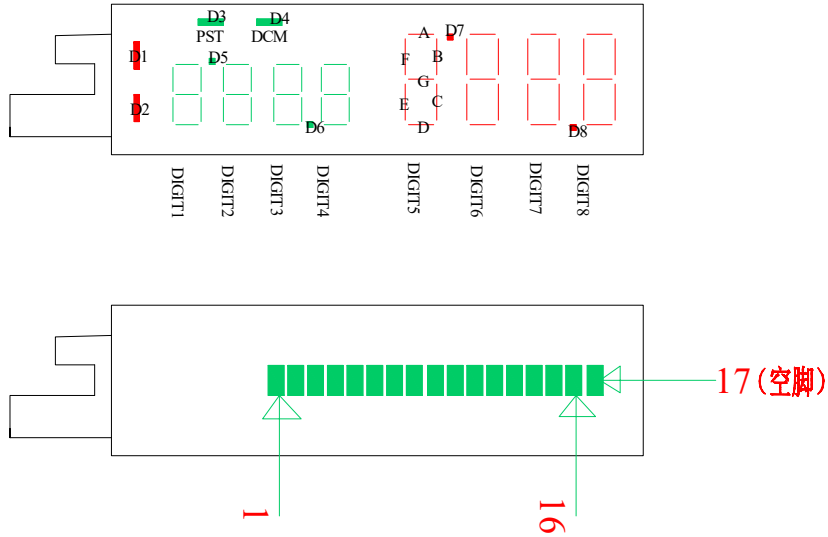 D3 D4
PST DCM
D1
D5
D2
D6
D7
A
F B
G
E C
D
D8
DIGIT1
DIGIT2
DIGIT3
DIGIT4
DIGIT5
DIGIT6
DIGIT7
DIGIT8
17(空脚)
1
16